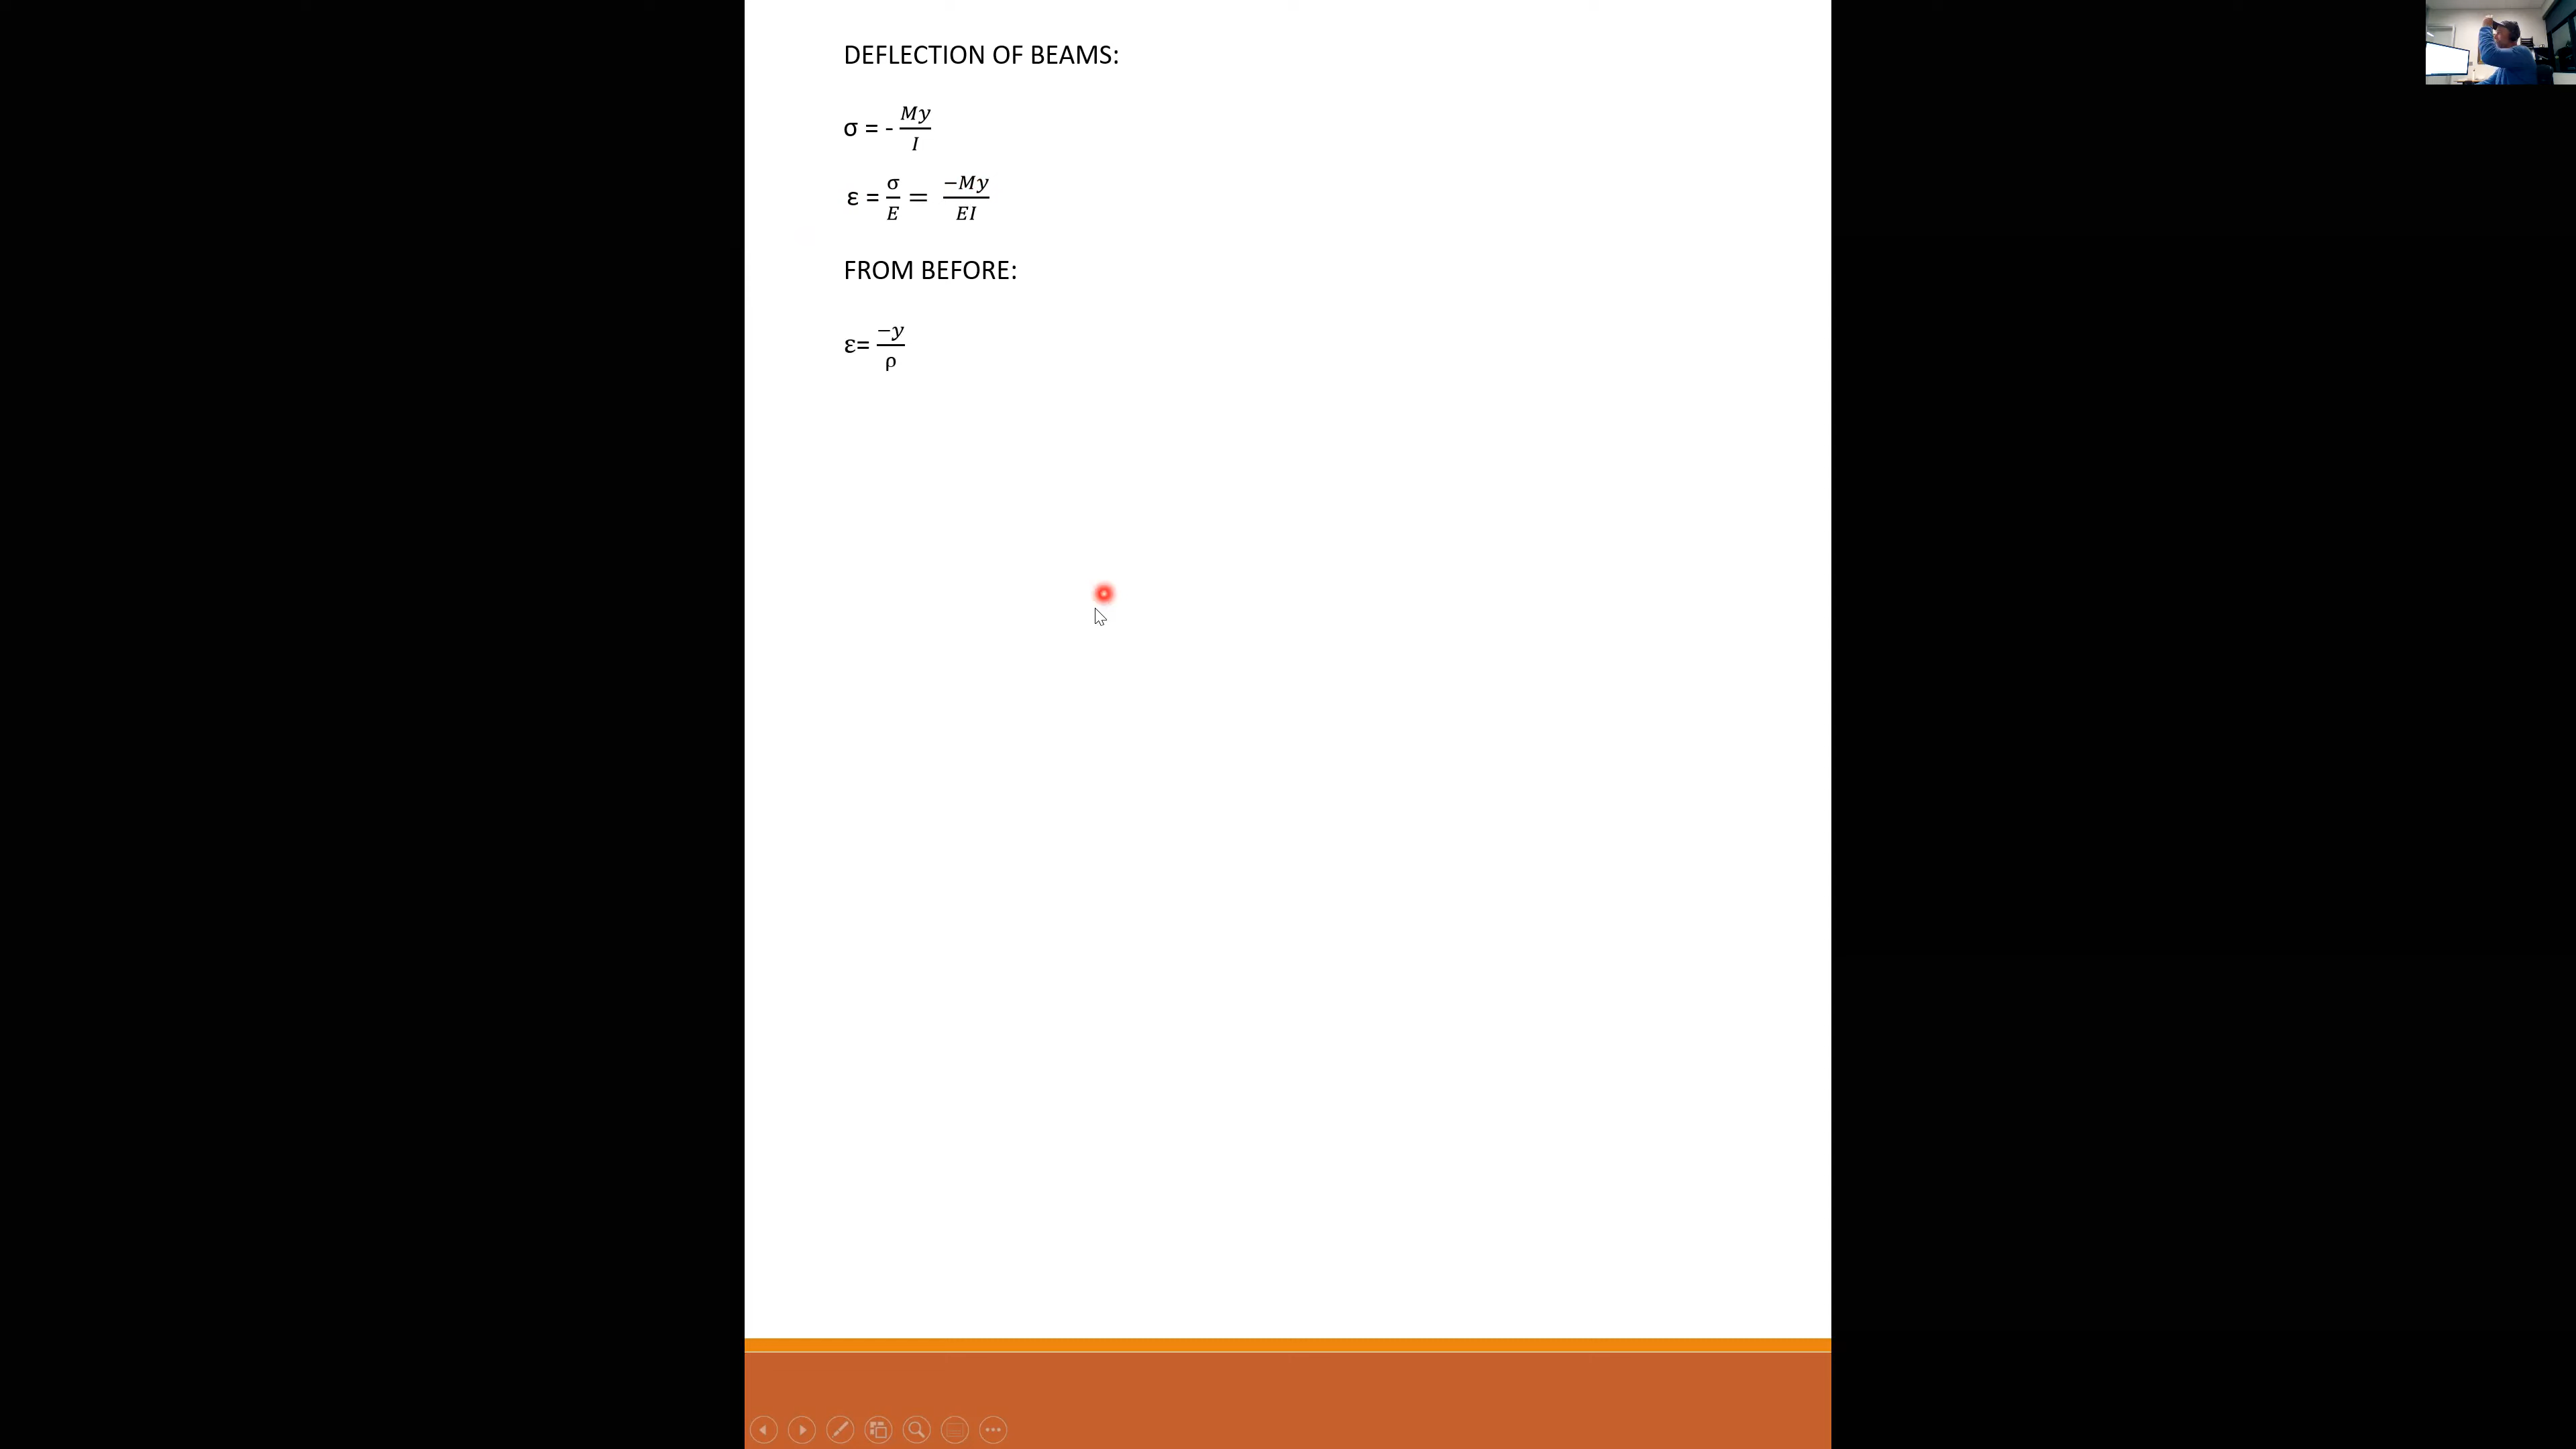 DEFLECTION OF BEAMS:
σ = - My/I
ε = σ/E = −My/EI
FROM BEFORE:
ε= −y/ρ